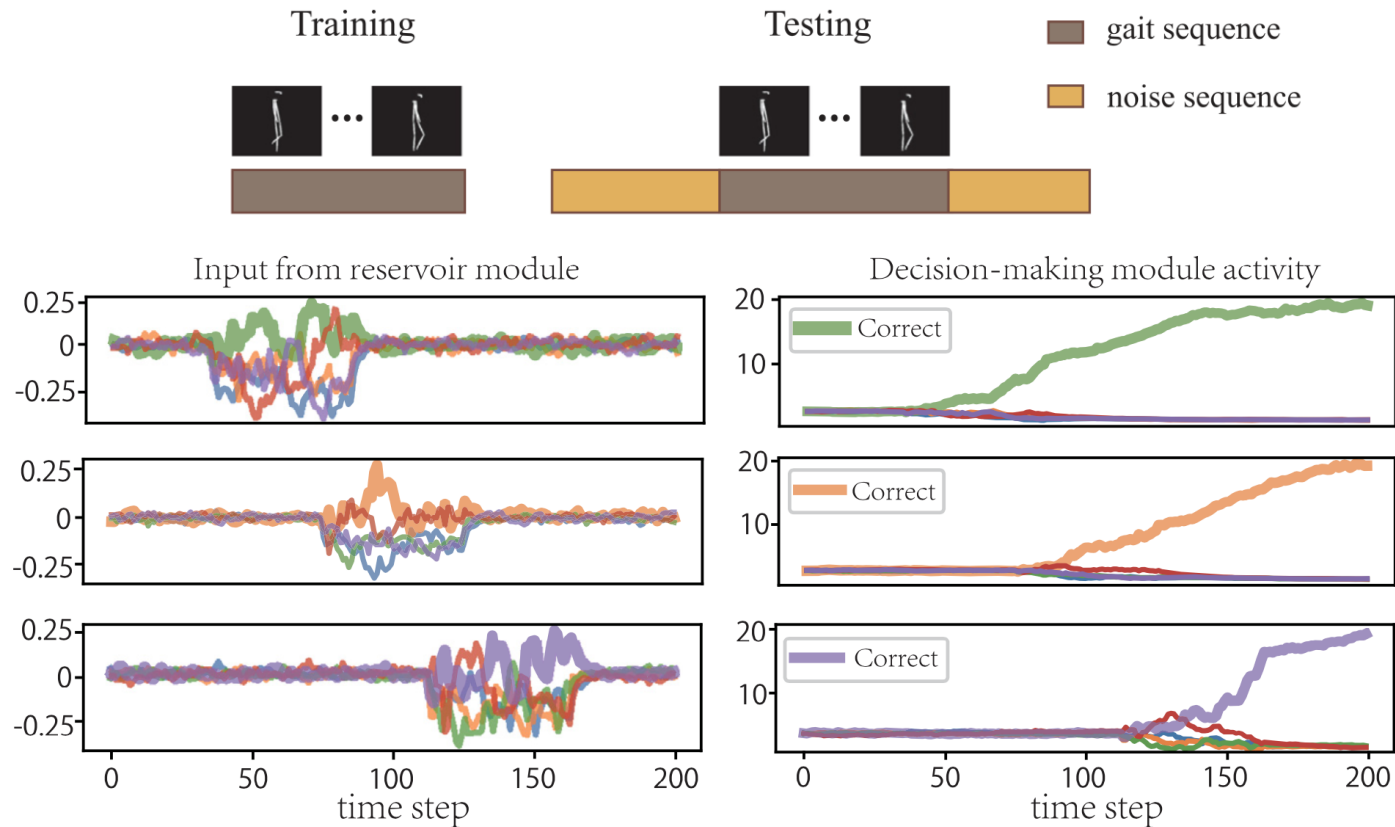 Training
Testing
gait sequence
noise sequence
Input from reservoir module
Decision-making module activity
0.25
0
-0.25
20
10
Correct
0.25
0
-0.25
20
10
Correct
0.25
0
-0.25
20
10
Correct
0 50 100 150 200
0 50 100 150 200
time step
time step